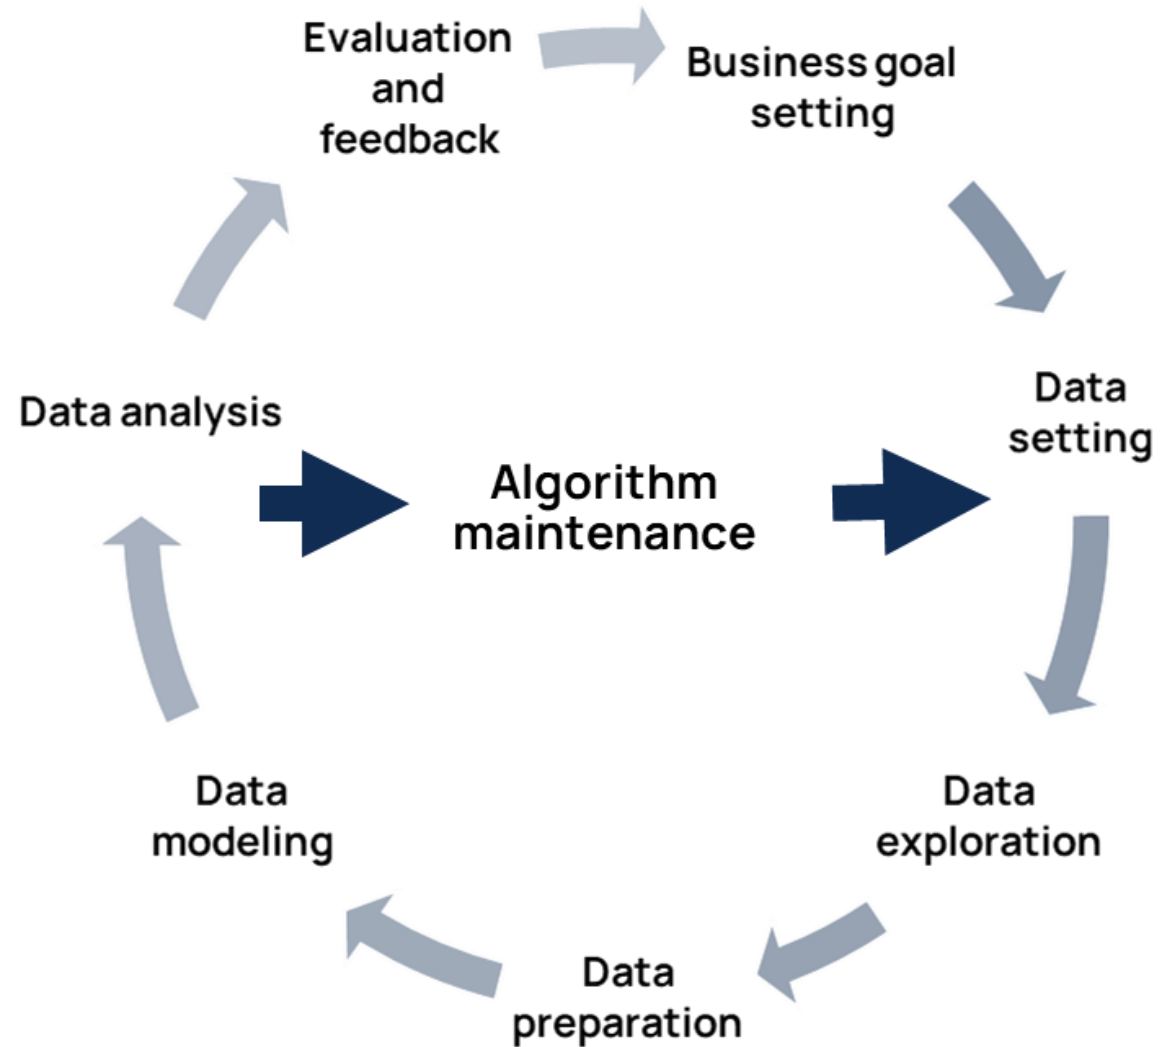 Evaluation
and
feedback
Business goal
setting
Data
setting
Data analysis
Algorithm
maintenance
Data
modeling
Data
exploration
Data
preparation